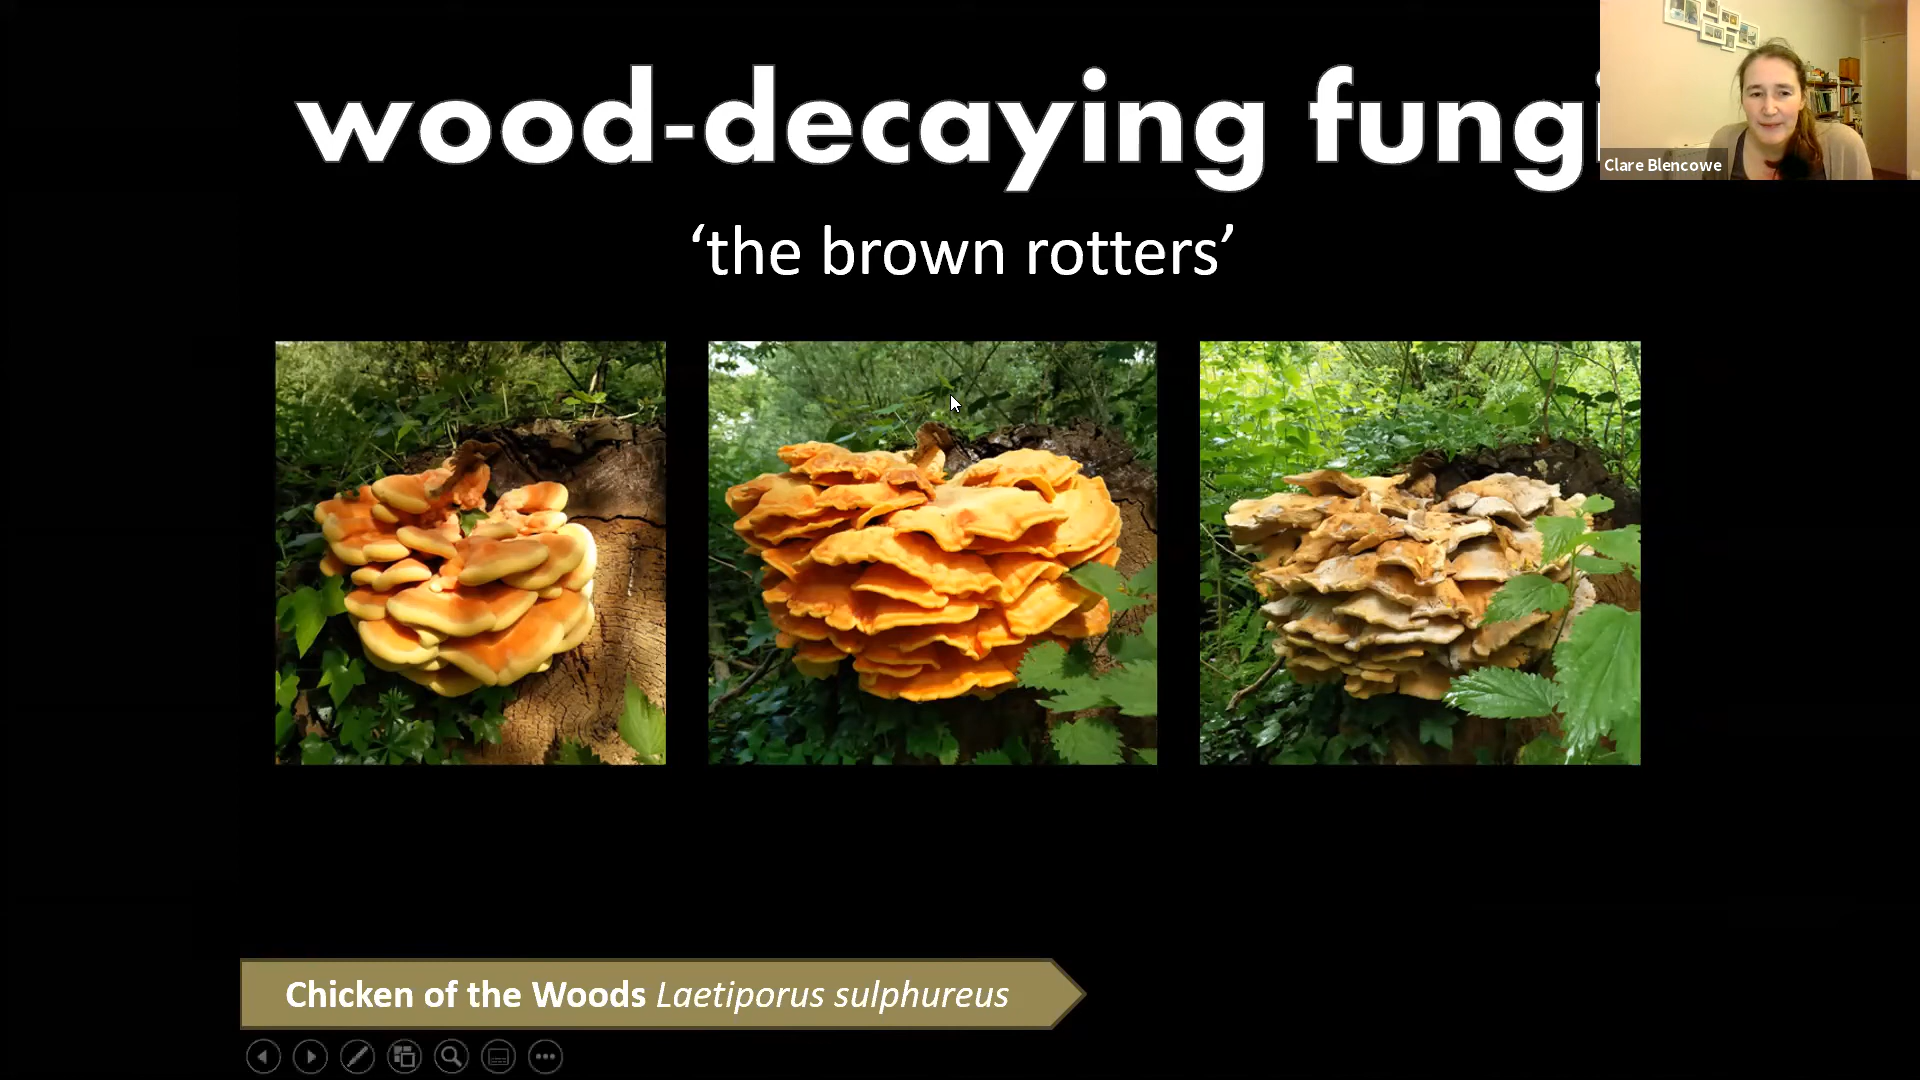 wood-decaying fungi
Clare Blencowe
‘the brown rotters’
Chicken of the Woods Laetiporus sulphureus